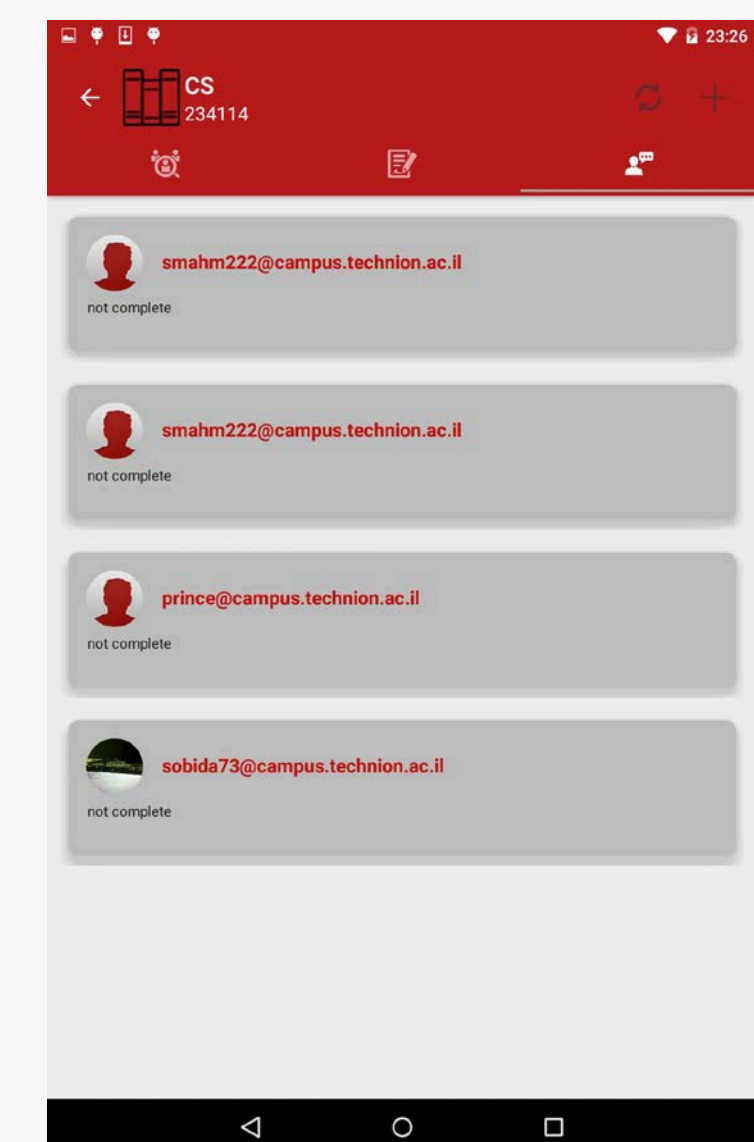 23:26
CS
234114
smahm222@campus.technion.ac.il
not complete
smahm222@campus.technion.ac.il
not complete
prince@campus.technion.ac.il
not complete
sobida73@campus.technion.ac.il
not complete